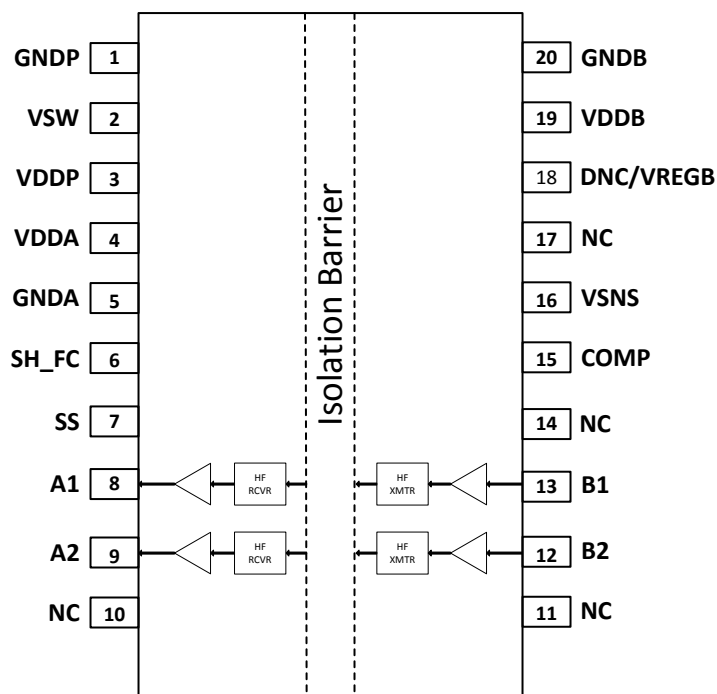 GNDP 1
VSW 2
VDDP 3
VDDA 4
GNDA 5
SH_FC 6
SS 7
A1 8
A2 9
NC 10
HF
RCVR
HF
RCVR
Isolation Barrier
HF
XMTR
HF
XMTR
20 GNDB
19 VDDB
18 DNC/VREGB
17 NC
16 VSNS
15 COMP
14 NC
13 B1
12 B2
11 NC